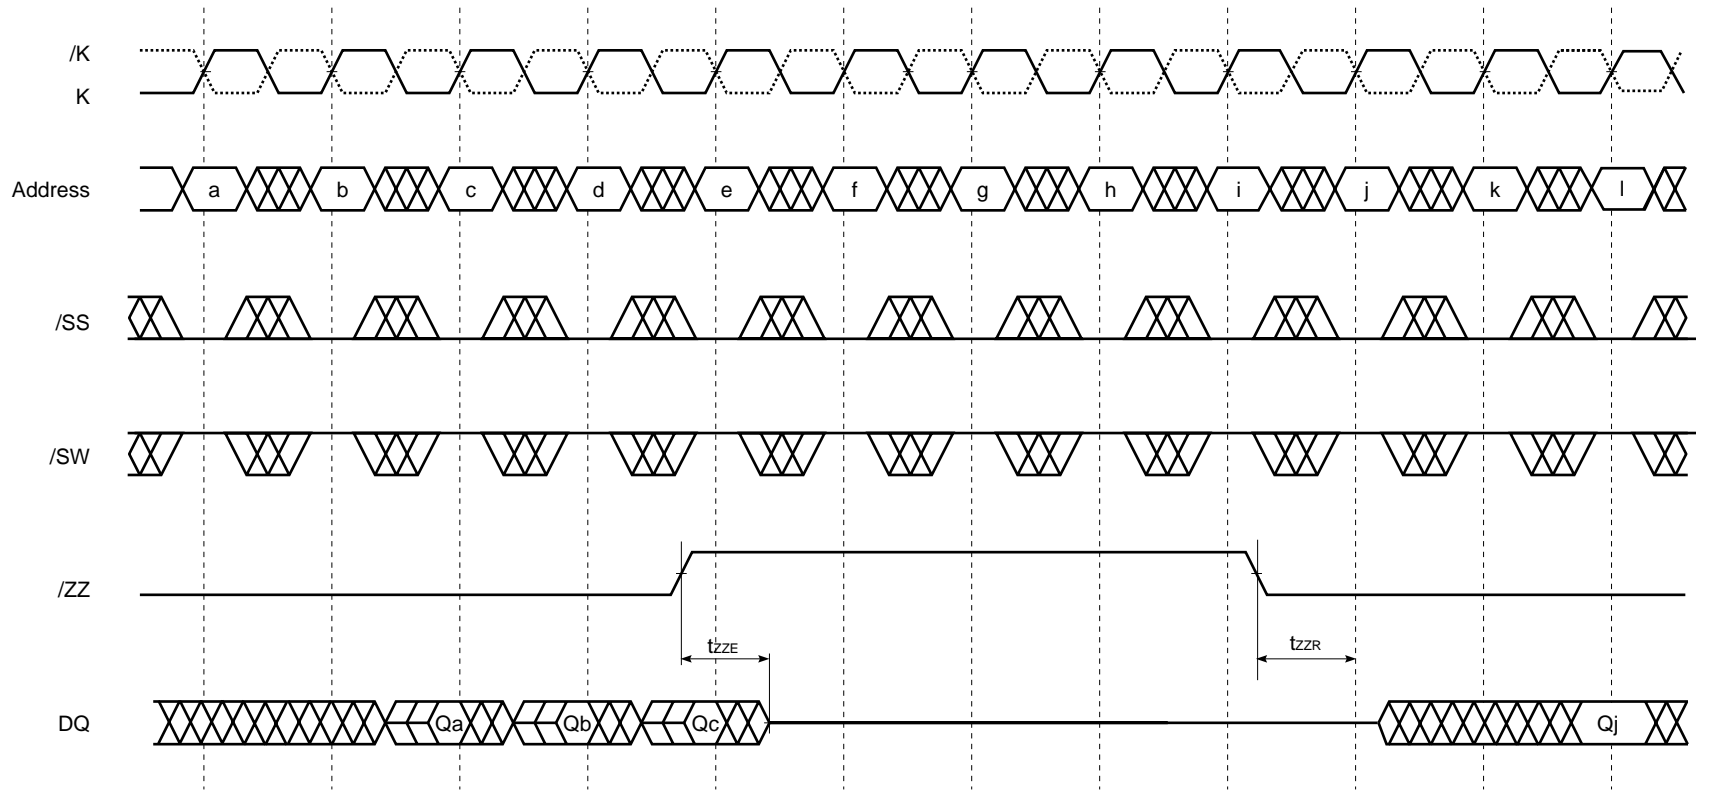 /K
K
Address a b c d e f g h i j k l
/SS
/SW
/ZZ
tZZE tZZR
DQ Qa Qb Qc Qj